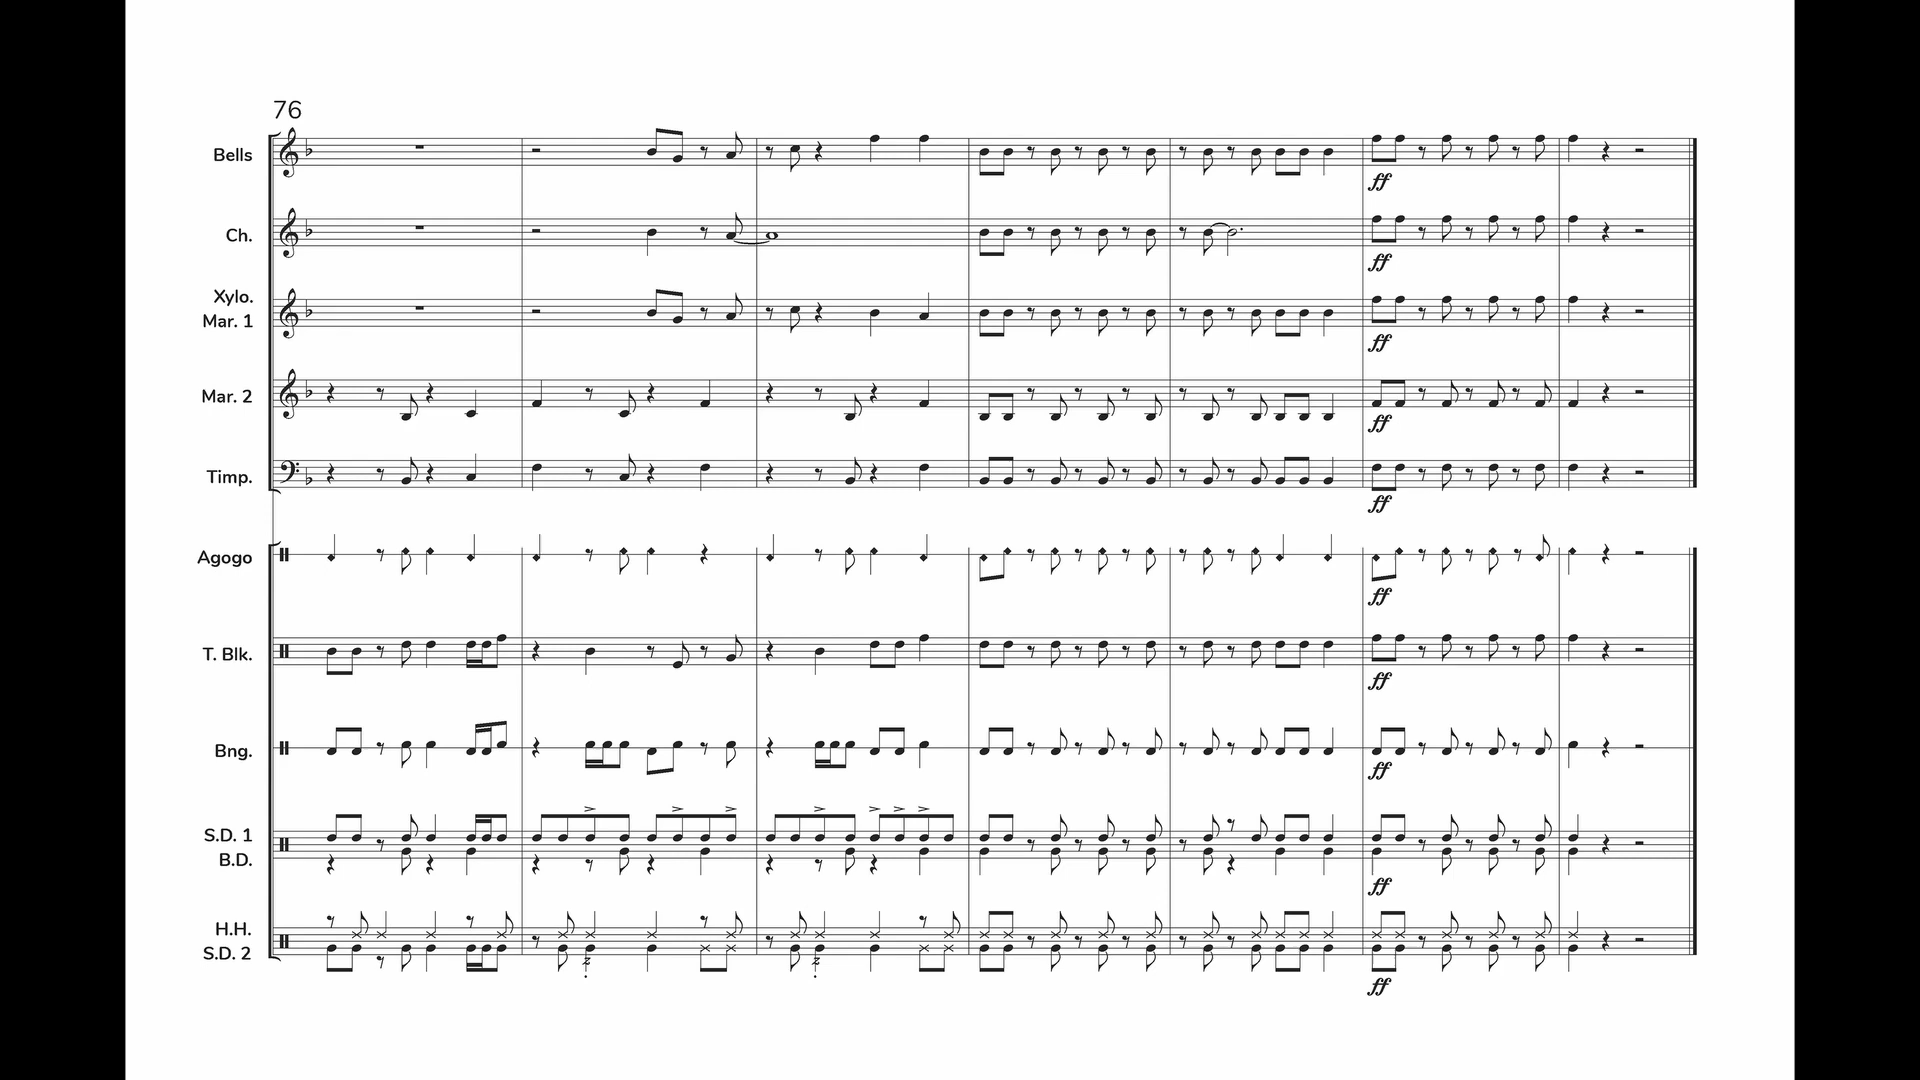 76
Bells
Ch.
Xylo.
Mar. 1
Mar. 2
Timp.
Agogo
T. Blk.
Bng.
S.D. 1
B.D.
H.H.
S.D. 2
ff
ff
ff
ff
ff
ff
ff
ff
ff
ff
z
z